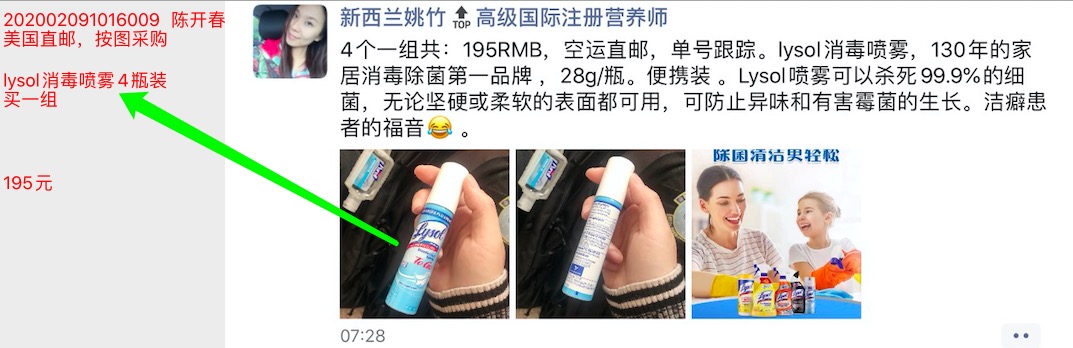 202002091016009 陈开春
美国直邮，按图采购
lysol消毒喷雾4瓶装
买一组
195元
新西兰姚竹TOP高级国际注册营养师
4个一组共：195RMB，空运直邮，单号跟踪。lysol消毒喷雾，130年的家
居消毒除菌第一品牌 ，28g/瓶。便携装 。Lysol喷雾可以杀死99.9%的细
菌，无论坚硬或柔软的表面都可用，可防止异味和有害霉菌的生长。洁癖患
者的福音😂 。
Lysol
To Go
除菌清洁更轻松
07:28